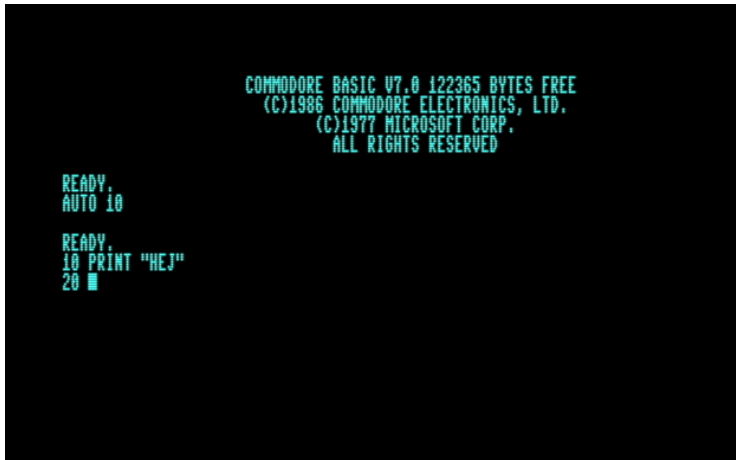 COMMODORE BASIC V7.0 122365 BYTES FREE
(C)1986 COMMODORE ELECTRONICS, LTD.
(C)1977 MICROSOFT CORP.
ALL RIGHTS RESERVED
READY.
AUTO 10
READY.
10 PRINT "HEJ"
20